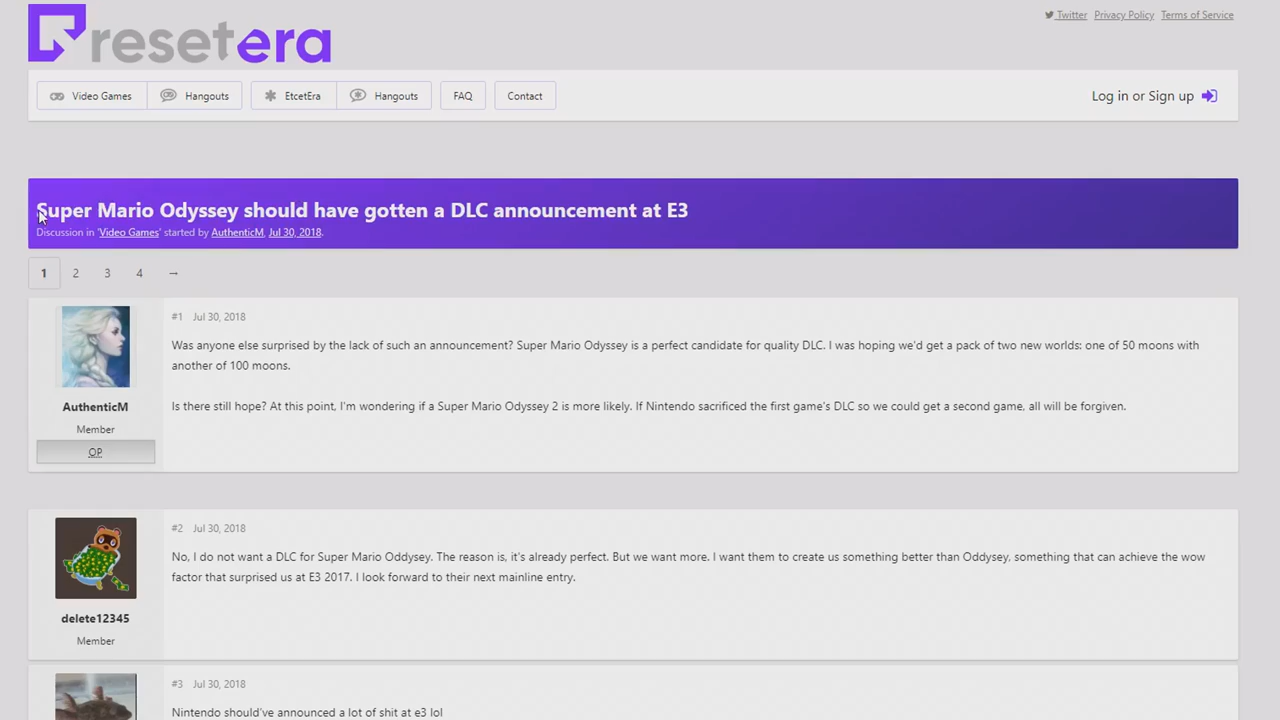 Twitter Privacy Policy Terms of Service
resetera
Video Games Hangouts EtcetEra Hangouts FAQ Contact Log in or Sign up
Super Mario Odyssey should have gotten a DLC announcement at E3
Discussion in 'Video Games' started by AuthenticM, Jul 30, 2018.
1 2 3 4 →
#1 Jul 30, 2018
Was anyone else surprised by the lack of such an announcement? Super Mario Odyssey is a perfect candidate for quality DLC. I was hoping we'd get a pack of two new worlds: one of 50 moons with
another of 100 moons.
Is there still hope? At this point, I'm wondering if a Super Mario Odyssey 2 is more likely. If Nintendo sacrificed the first game's DLC so we could get a second game, all will be forgiven.
AuthenticM
Member
OP
#2 Jul 30, 2018
No, I do not want a DLC for Super Mario Oddysey. The reason is, it's already perfect. But we want more. I want them to create us something better than Oddysey, something that can achieve the wow
factor that surprised us at E3 2017. I look forward to their next mainline entry.
delete12345
Member
#3 Jul 30, 2018
Nintendo should've announced a lot of shit at e3 lol